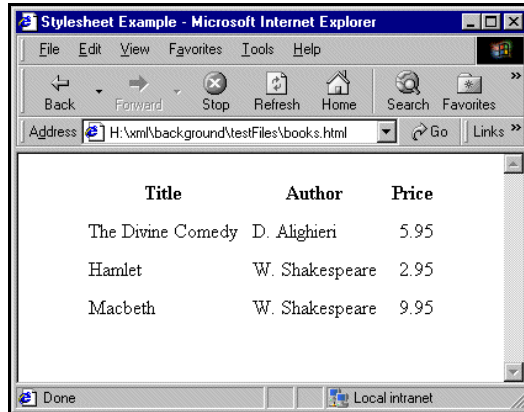 Stylesheet Example - Microsoft Internet Explorer
File Edit View Favorites Tools Help
Back Forward Stop Refresh Home Search Favorites »
Address H:\xml\background\testFiles\books.html Go Links »
Title Author Price
The Divine Comedy D. Alighieri 5.95
Hamlet W. Shakespeare 2.95
Macbeth W. Shakespeare 9.95
Done Local intranet